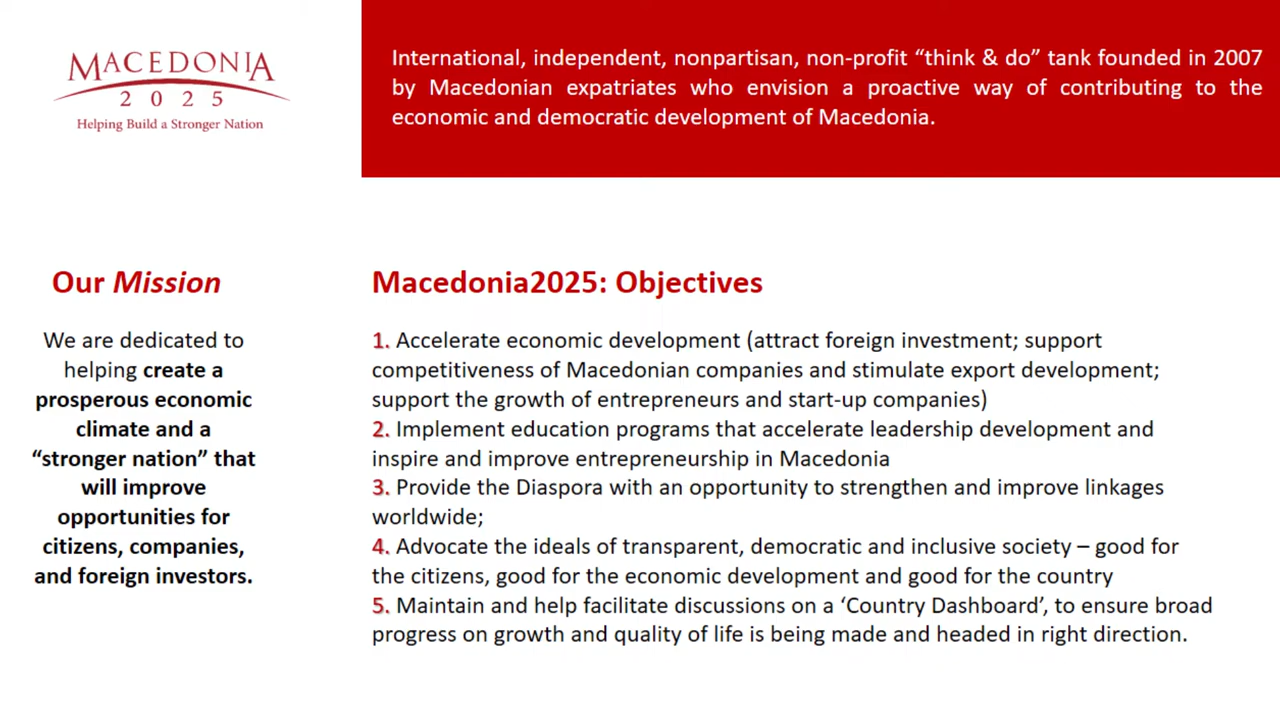 MACEDONIA
2025
Helping Build a Stronger Nation
International, independent, nonpartisan, non-profit “think & do” tank founded in 2007
by Macedonian expatriates who envision a proactive way of contributing to the
economic and democratic development of Macedonia.
Our Mission
We are dedicated to
helping create a
prosperous economic
climate and a
“stronger nation” that
will improve
opportunities for
citizens, companies,
and foreign investors.
Macedonia2025: Objectives
1. Accelerate economic development (attract foreign investment; support
competitiveness of Macedonian companies and stimulate export development;
support the growth of entrepreneurs and start-up companies)
2. Implement education programs that accelerate leadership development and
inspire and improve entrepreneurship in Macedonia
3. Provide the Diaspora with an opportunity to strengthen and improve linkages
worldwide;
4. Advocate the ideals of transparent, democratic and inclusive society – good for
the citizens, good for the economic development and good for the country
5. Maintain and help facilitate discussions on a ‘Country Dashboard’, to ensure broad
progress on growth and quality of life is being made and headed in right direction.